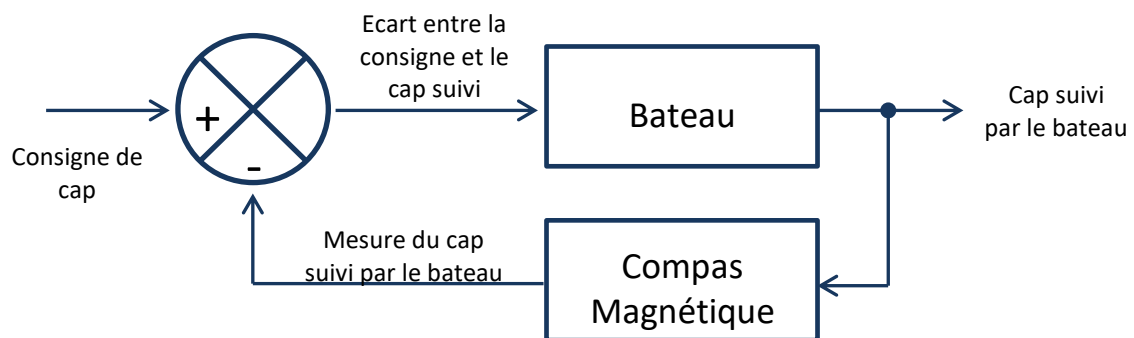 Ecart entre la
consigne et le
cap suivi
Bateau
Cap suivi
par le bateau
+
-
Consigne de
cap
Mesure du cap
suivi par le bateau
Compas
Magnétique